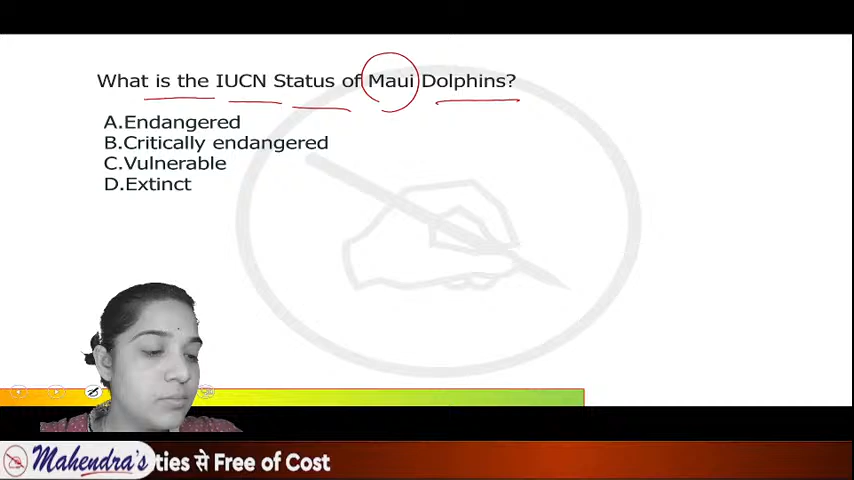 What is the IUCN Status of Maui Dolphins?
A.Endangered
B.Critically endangered
C.Vulnerable
D.Extinct
Mahendra's ties से Free of Cost